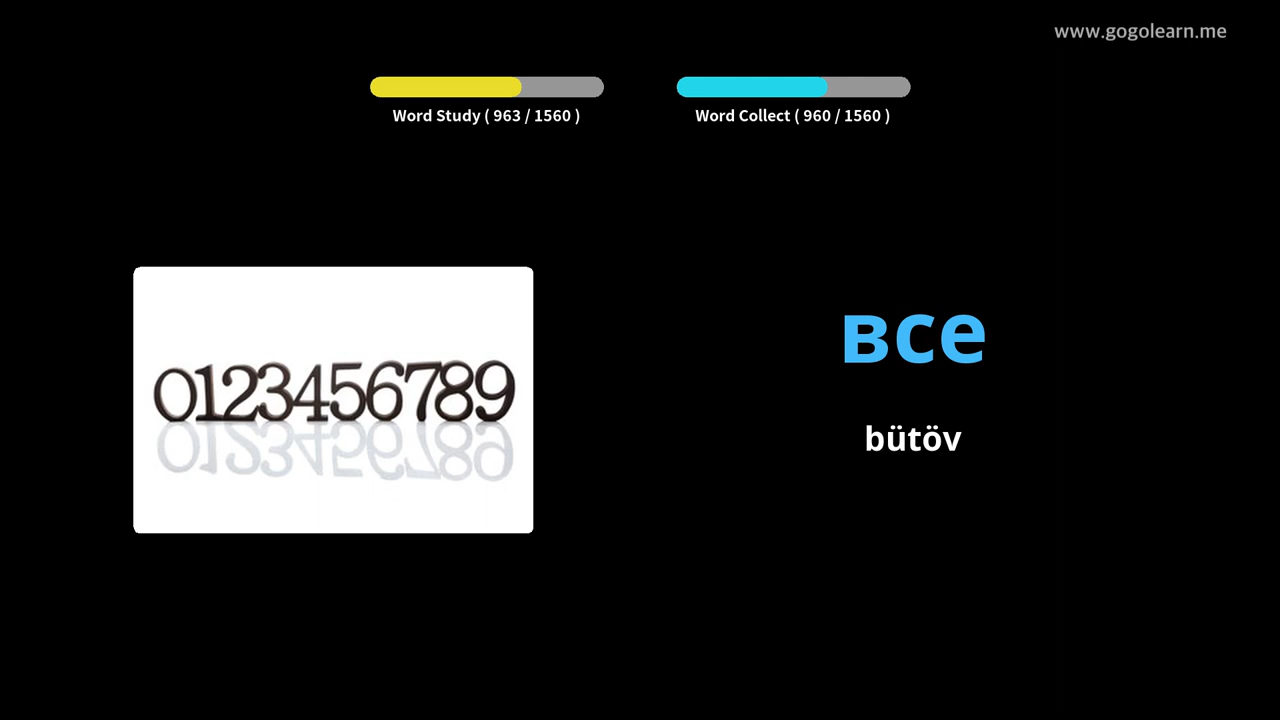 www.gogolearn.me
Word Study ( 963 / 1560 )
Word Collect ( 960 / 1560 )
0123456789
все
bütöv